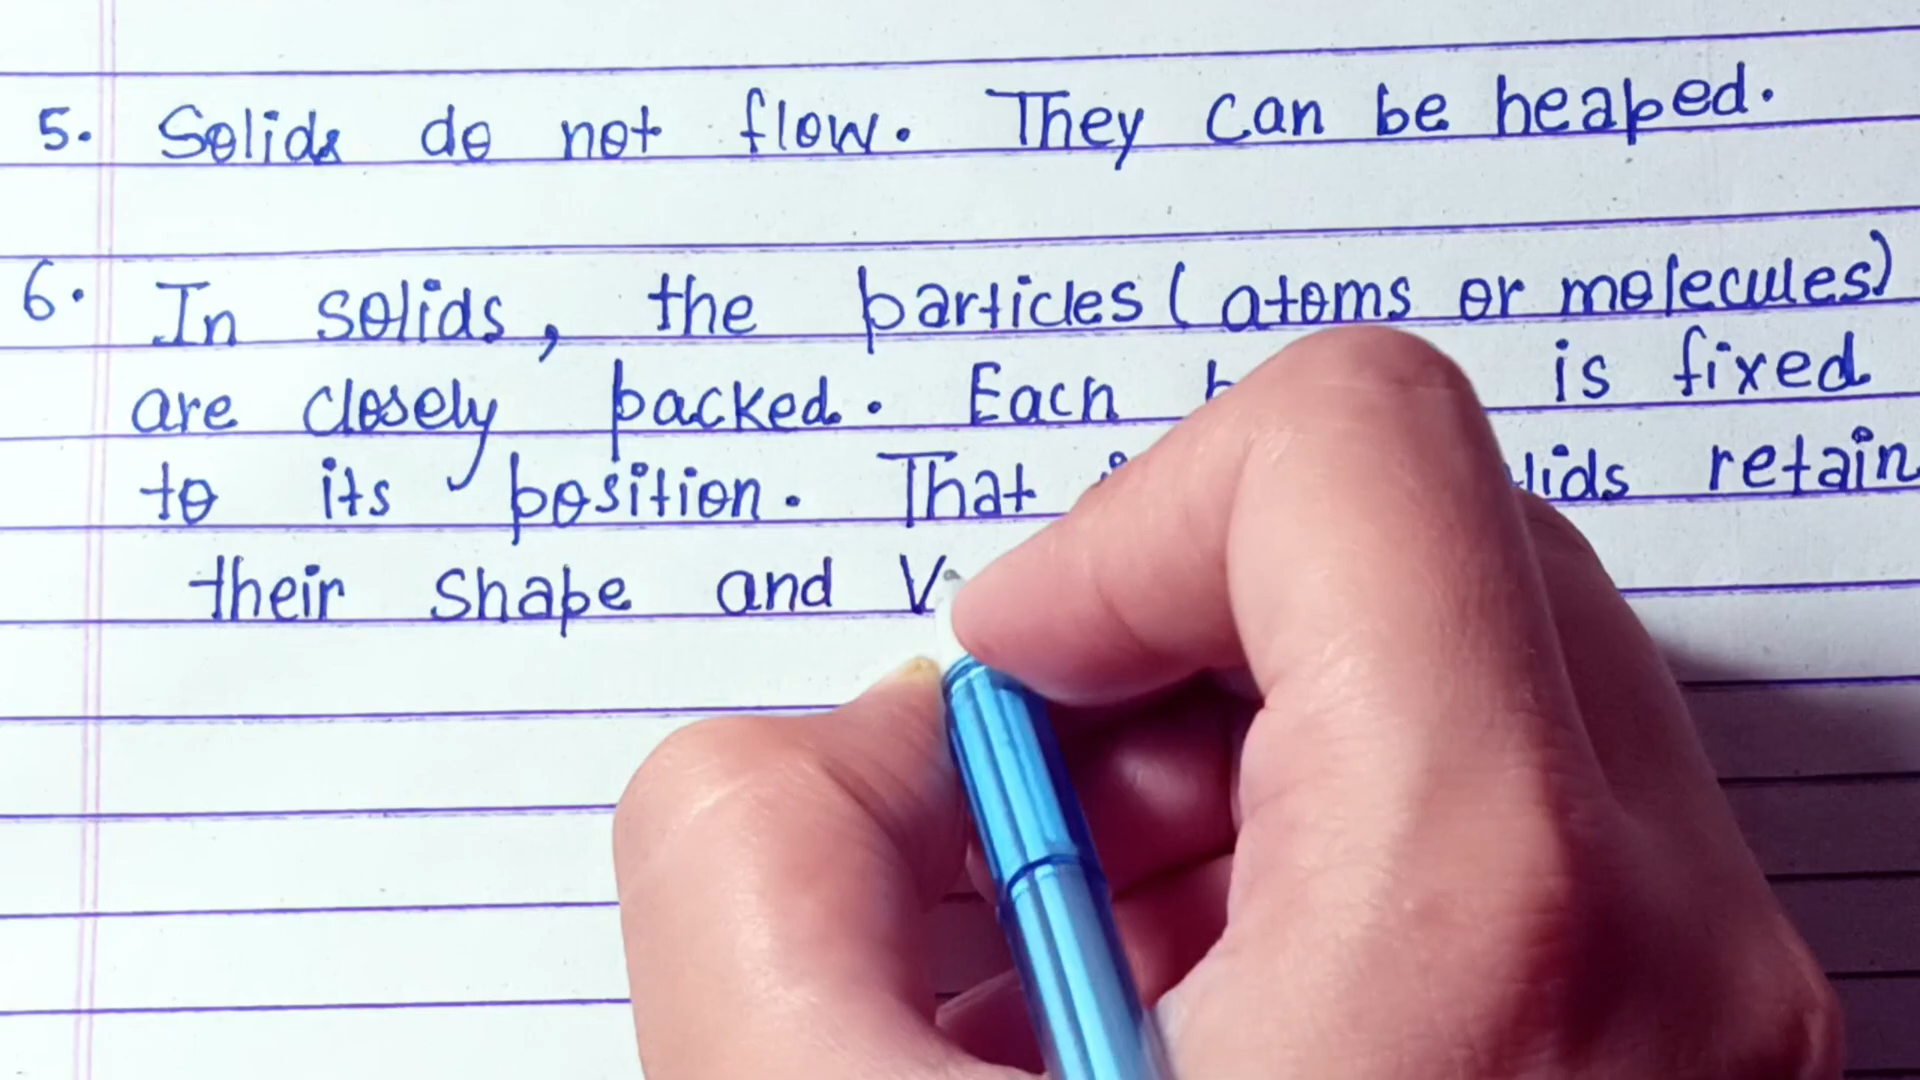 5. Solids do not flow. They can be heaped.
6. In solids, the particles (atoms or molecules)
are closely packed. Each is fixed
to its position. That retain
their shape and